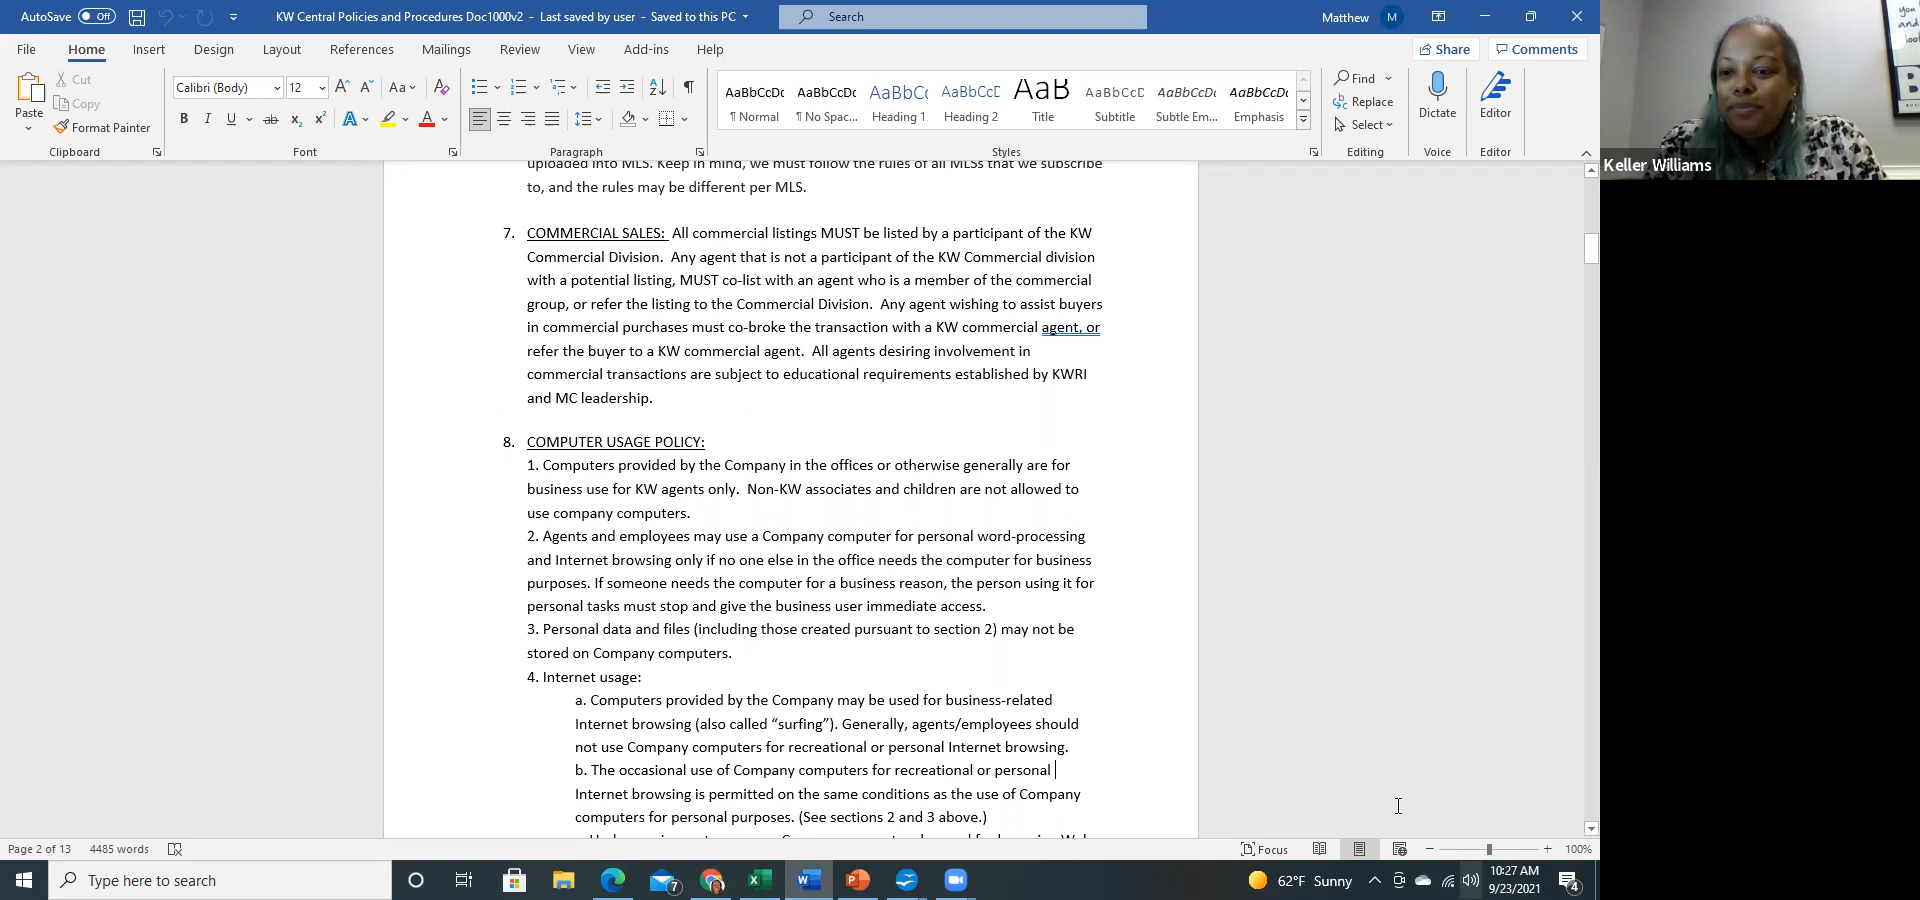 AutoSave Off
KW Central Policies and Procedures Doc1000v2 - Last saved by user - Saved to this PC
Search
Matthew M
File Home Insert Design Layout References Mailings Review View Add-ins Help
Share Comments
Paste
Cut
Copy
Format Painter
Clipboard
Calibri (Body) 12
Font
Paragraph
AaBbCcDc AaBbCcDc AaBbCc AaBbCcD AaB AaBbCcD AaBbCcDc AaBbCcDc
¶ Normal ¶ No Spac... Heading 1 Heading 2 Title Subtitle Subtle Em... Emphasis
Styles
Find
Replace
Select
Editing
Dictate
Voice
Editor
Editor
Keller Williams
uploaded into MLS. Keep in mind, we must follow the rules of all MLSs that we subscribe
to, and the rules may be different per MLS.
7. COMMERCIAL SALES: All commercial listings MUST be listed by a participant of the KW
Commercial Division. Any agent that is not a participant of the KW Commercial division
with a potential listing, MUST co-list with an agent who is a member of the commercial
group, or refer the listing to the Commercial Division. Any agent wishing to assist buyers
in commercial purchases must co-broke the transaction with a KW commercial agent, or
refer the buyer to a KW commercial agent. All agents desiring involvement in
commercial transactions are subject to educational requirements established by KWRI
and MC leadership.
8. COMPUTER USAGE POLICY:
1. Computers provided by the Company in the offices or otherwise generally are for
business use for KW agents only. Non-KW associates and children are not allowed to
use company computers.
2. Agents and employees may use a Company computer for personal word-processing
and Internet browsing only if no one else in the office needs the computer for business
purposes. If someone needs the computer for a business reason, the person using it for
personal tasks must stop and give the business user immediate access.
3. Personal data and files (including those created pursuant to section 2) may not be
stored on Company computers.
4. Internet usage:
a. Computers provided by the Company may be used for business-related
Internet browsing (also called “surfing”). Generally, agents/employees should
not use Company computers for recreational or personal Internet browsing.
b. The occasional use of Company computers for recreational or personal
Internet browsing is permitted on the same conditions as the use of Company
computers for personal purposes. (See sections 2 and 3 above.)
Page 2 of 13 4485 words
Focus 100%
Type here to search
7
62°F Sunny
10:27 AM
9/23/2021
4